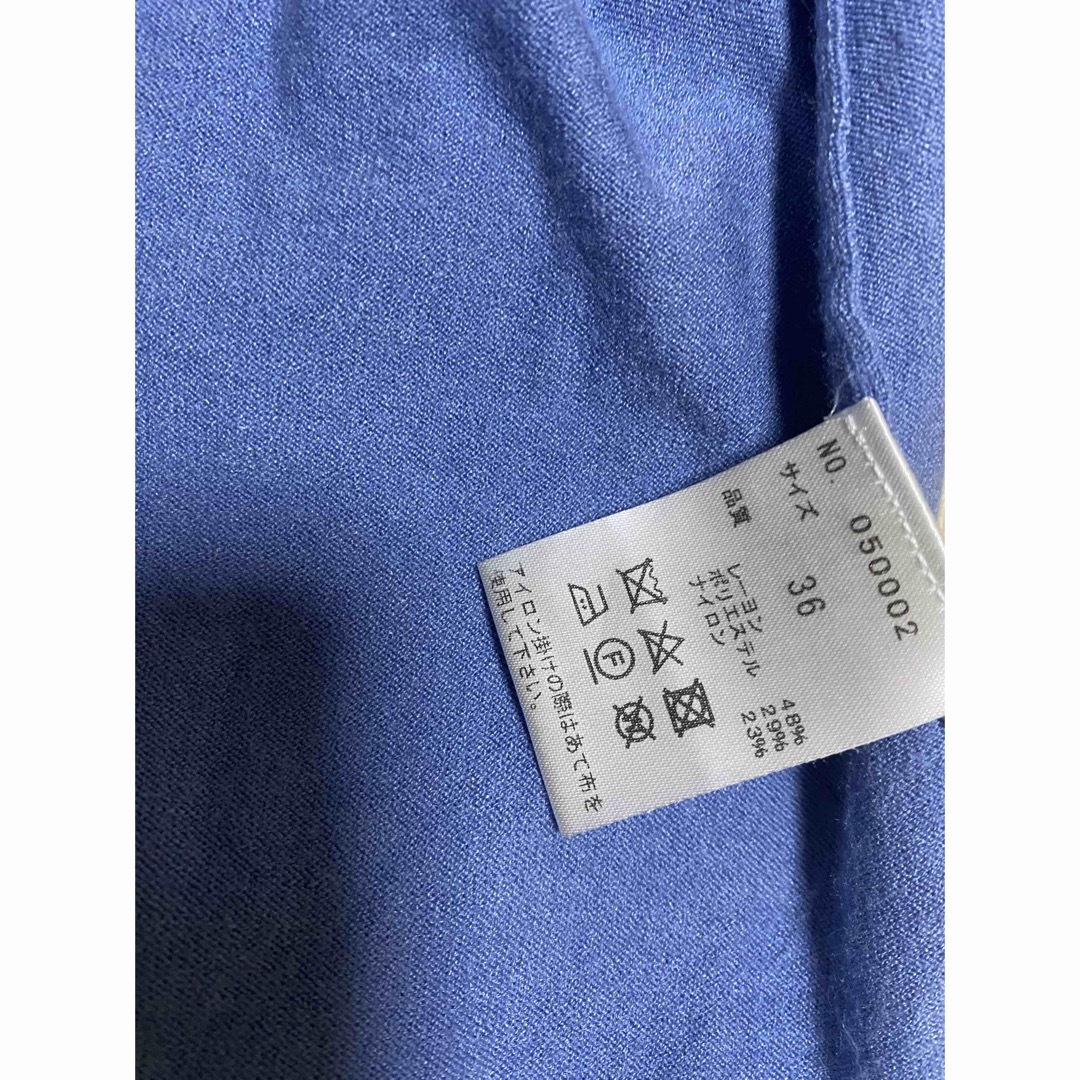 NO. 050002
サイズ 36
品質
レーヨン 48%
ポリエステル 29%
ナイロン 23%
F
W
アイロン掛けの際はあて布を
使用して下さい。